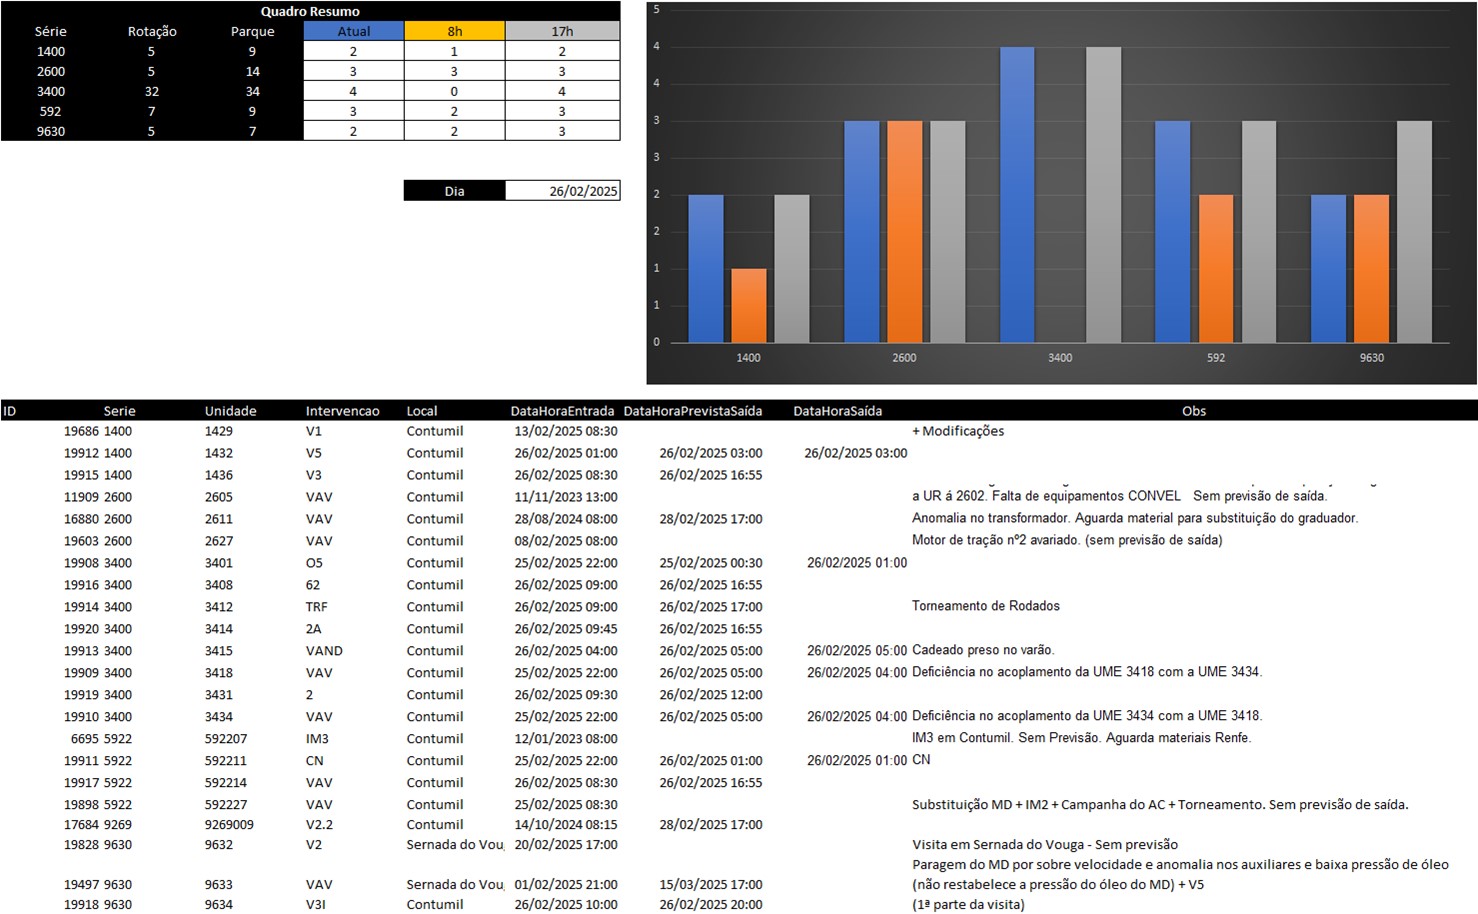 Quadro Resumo
Série Rotação Parque Atual 8h 17h
1400 5 9 2 1 2
2600 5 14 3 3 3
3400 32 34 4 0 4
592 7 9 3 2 3
9630 5 7 2 2 3
Dia 26/02/2025
5
4
4
3
3
2
2
1
1
0
1400 2600 3400 592 9630
ID Serie Unidade Intervencao Local DataHoraEntrada DataHoraPrevistaSaída DataHoraSaída Obs
19686 1400 1429 V1 Contumil 13/02/2025 08:30 + Modificações
19912 1400 1432 V5 Contumil 26/02/2025 01:00 26/02/2025 03:00 26/02/2025 03:00
19915 1400 1436 V3 Contumil 26/02/2025 08:30 26/02/2025 16:55
11909 2600 2605 VAV Contumil 11/11/2023 13:00 a UR á 2602. Falta de equipamentos CONVEL Sem previsão de saída.
16880 2600 2611 VAV Contumil 28/08/2024 08:00 28/02/2025 17:00 Anomalia no transformador. Aguarda material para substituição do graduador.
19603 2600 2627 VAV Contumil 08/02/2025 08:00 Motor de tração nº2 avariado. (sem previsão de saída)
19908 3400 3401 O5 Contumil 25/02/2025 22:00 25/02/2025 00:30 26/02/2025 01:00
19916 3400 3408 62 Contumil 26/02/2025 09:00 26/02/2025 16:55
19914 3400 3412 TRF Contumil 26/02/2025 09:00 26/02/2025 17:00 Torneamento de Rodados
19920 3400 3414 2A Contumil 26/02/2025 09:45 26/02/2025 16:55
19913 3400 3415 VAND Contumil 26/02/2025 04:00 26/02/2025 05:00 26/02/2025 05:00 Cadeado preso no varão.
19909 3400 3418 VAV Contumil 25/02/2025 22:00 26/02/2025 05:00 26/02/2025 04:00 Deficiência no acoplamento da UME 3418 com a UME 3434.
19919 3400 3431 2 Contumil 26/02/2025 09:30 26/02/2025 12:00
19910 3400 3434 VAV Contumil 25/02/2025 22:00 26/02/2025 05:00 26/02/2025 04:00 Deficiência no acoplamento da UME 3434 com a UME 3418.
6695 5922 592207 IM3 Contumil 12/01/2023 08:00 IM3 em Contumil. Sem Previsão. Aguarda materiais Renfe.
19911 5922 592211 CN Contumil 25/02/2025 22:00 26/02/2025 01:00 26/02/2025 01:00 CN
19917 5922 592214 VAV Contumil 26/02/2025 08:30 26/02/2025 16:55
19898 5922 592227 VAV Contumil 25/02/2025 08:30 Substituição MD + IM2 + Campanha do AC + Torneamento. Sem previsão de saída.
17684 9269 9269009 V2.2 Contumil 14/10/2024 08:15 28/02/2025 17:00
19828 9630 9632 V2 Sernada do Vou 20/02/2025 17:00 Visita em Sernada do Vouga - Sem previsão
Paragem do MD por sobre velocidade e anomalia nos auxiliares e baixa pressão de óleo
19497 9630 9633 VAV Sernada do Vou 01/02/2025 21:00 15/03/2025 17:00 (não restabelece a pressão do óleo do MD) + V5
19918 9630 9634 V3I Contumil 26/02/2025 10:00 26/02/2025 20:00 (1ª parte da visita)